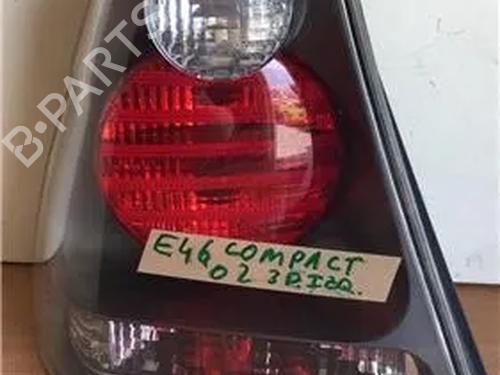 B-PARTS
E46 COMPACT
02 3P. IZQ.